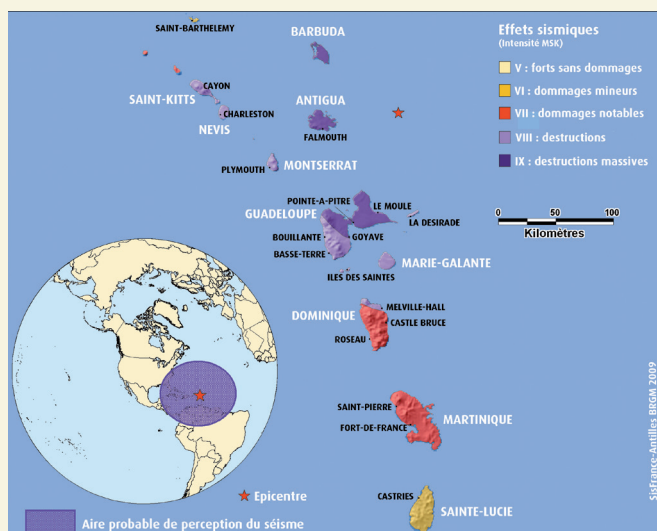 SAINT-BARTHELEMY
BARBUDA
Effets sismiques
(Intensité MSK)
V : forts sans dommages
VI : dommages mineurs
VII : dommages notables
VIII : destructions
IX : destructions massives
CAYON
SAINT-KITTS
CHARLESTON
NEVIS
ANTIGUA
FALMOUTH
PLYMOUTH
MONTSERRAT
POINTE-A-PITRE
LE MOULE
GUADELOUPE
LA DESIRADE
BOUILLANTE
GOYAVE
BASSE-TERRE
MARIE-GALANTE
ILES DES SAINTES
0 50 100
Kilomètres
MELVILLE-HALL
DOMINIQUE
CASTLE BRUCE
ROSEAU
SAINT-PIERRE
MARTINIQUE
FORT-DE-FRANCE
CASTRIES
SAINTE-LUCIE
Epicentre
Aire probable de perception du séisme
SisFrance-Antilles BRGM 2009